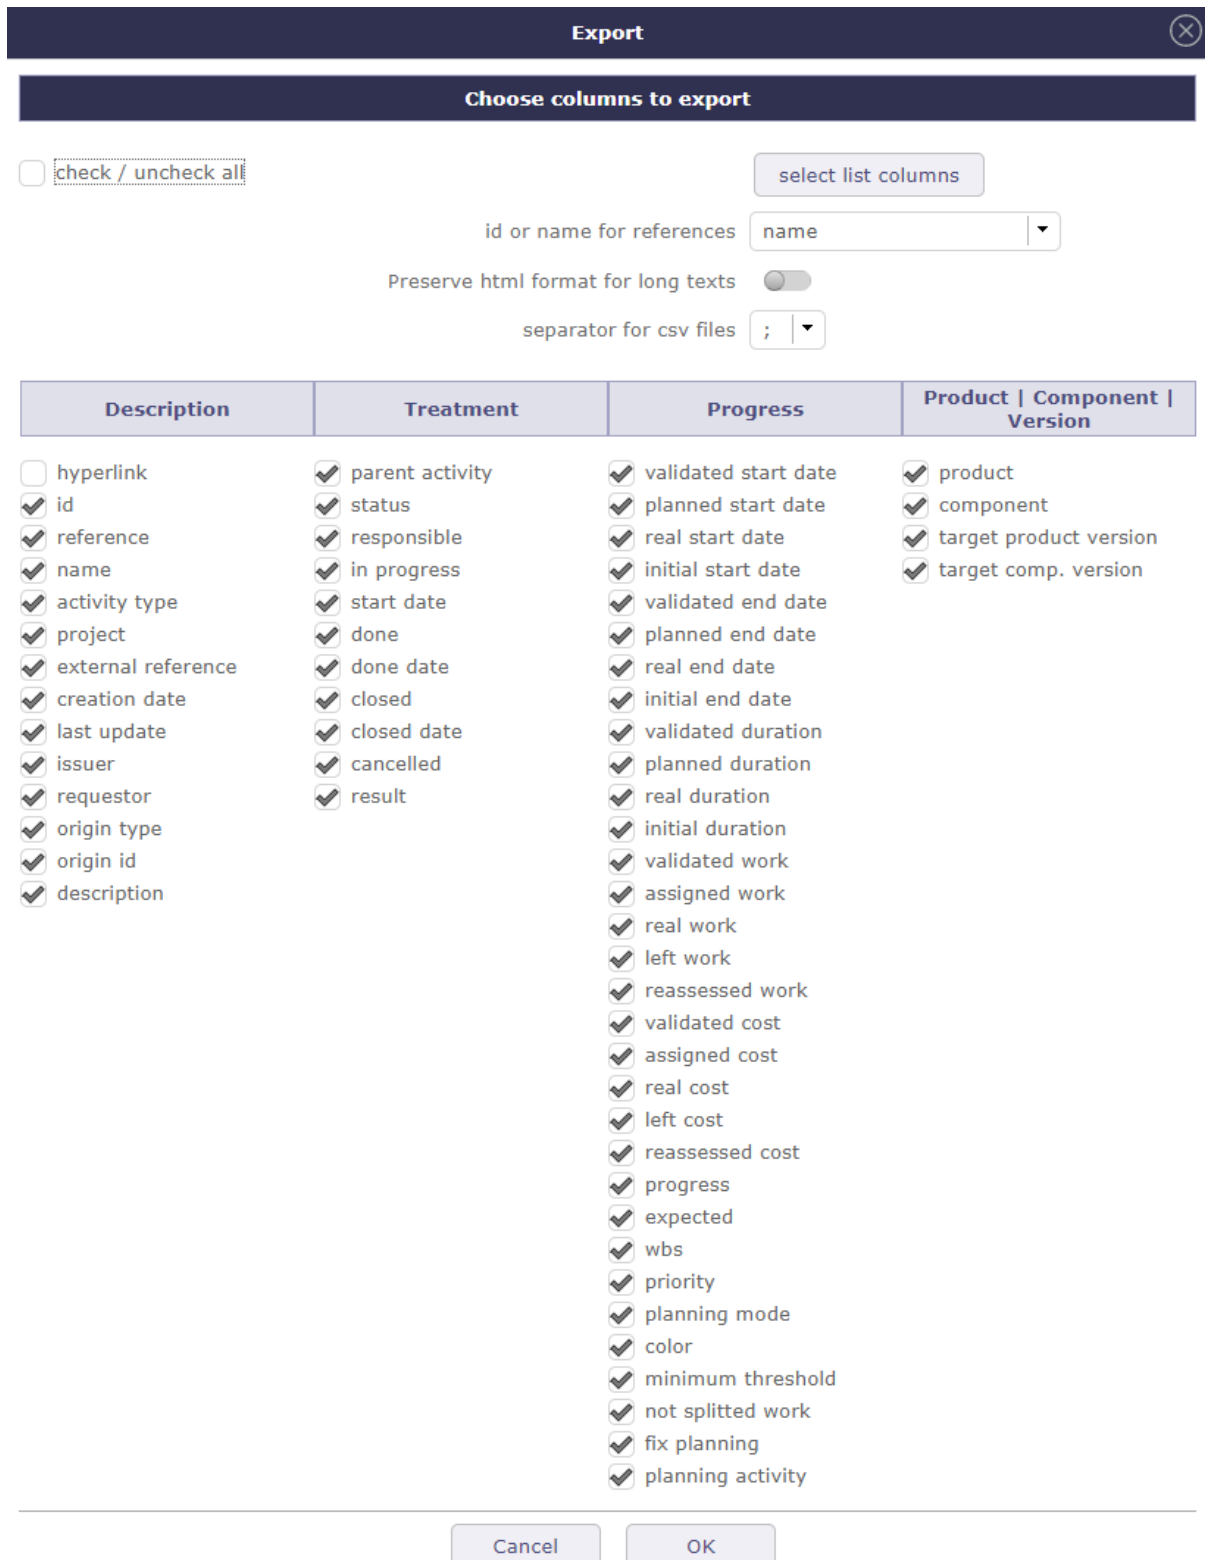 Export
Choose columns to export
check / uncheck all
select list columns
id or name for references
name
Preserve html format for long texts
separator for csv files
;
Description
Treatment
Progress
Product | Component |
Version
hyperlink
id
reference
name
activity type
project
external reference
creation date
last update
issuer
requestor
origin type
origin id
description
parent activity
status
responsible
in progress
start date
done
done date
closed
closed date
cancelled
result
validated start date
planned start date
real start date
initial start date
validated end date
planned end date
real end date
initial end date
validated duration
planned duration
real duration
initial duration
validated work
assigned work
real work
left work
reassessed work
validated cost
assigned cost
real cost
left cost
reassessed cost
progress
expected
wbs
priority
planning mode
color
minimum threshold
not splitted work
fix planning
planning activity
product
component
target product version
target comp. version
Cancel
OK